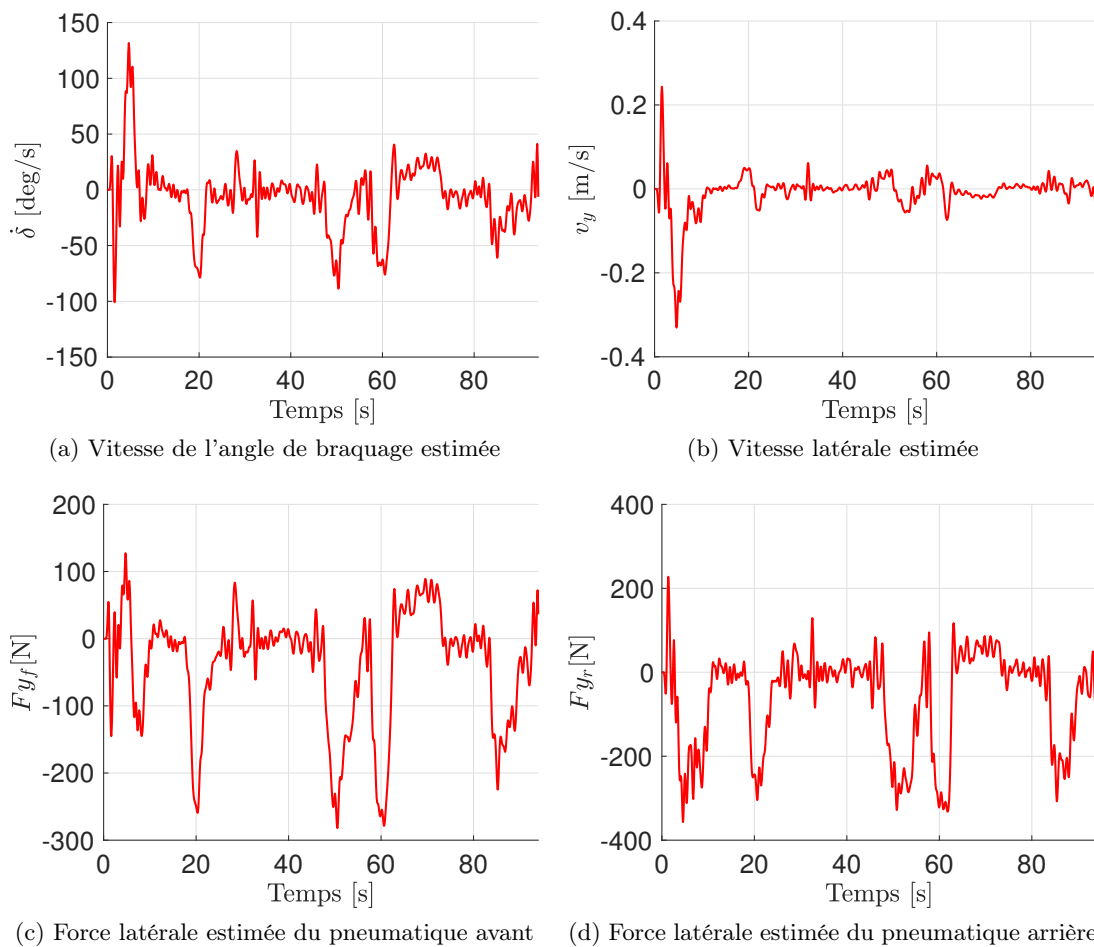 150
100
50
0
-50
-100
-150
δ̇ [deg/s]
0 20 40 60 80
Temps [s]
(a) Vitesse de l'angle de braquage estimée
0.4
0.2
0
-0.2
-0.4
v_y [m/s]
0 20 40 60 80
Temps [s]
(b) Vitesse latérale estimée
200
100
0
-100
-200
-300
Fy_f[N]
0 20 40 60 80
Temps [s]
(c) Force latérale estimée du pneumatique avant
400
200
0
-200
-400
Fy_r[N]
0 20 40 60 80
Temps [s]
(d) Force latérale estimée du pneumatique arrière